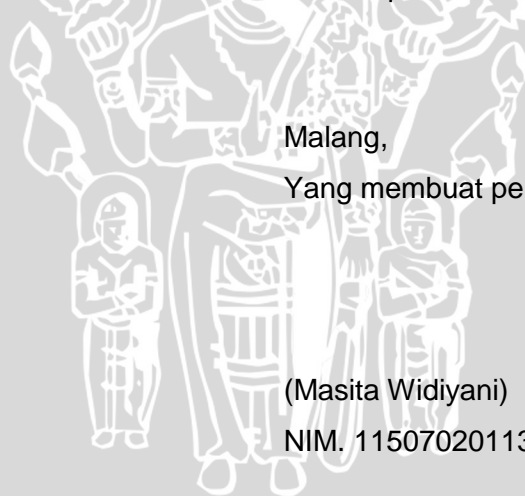 Malang,
Yang membuat pe
(Masita Widiyani)
NIM. 11507020113